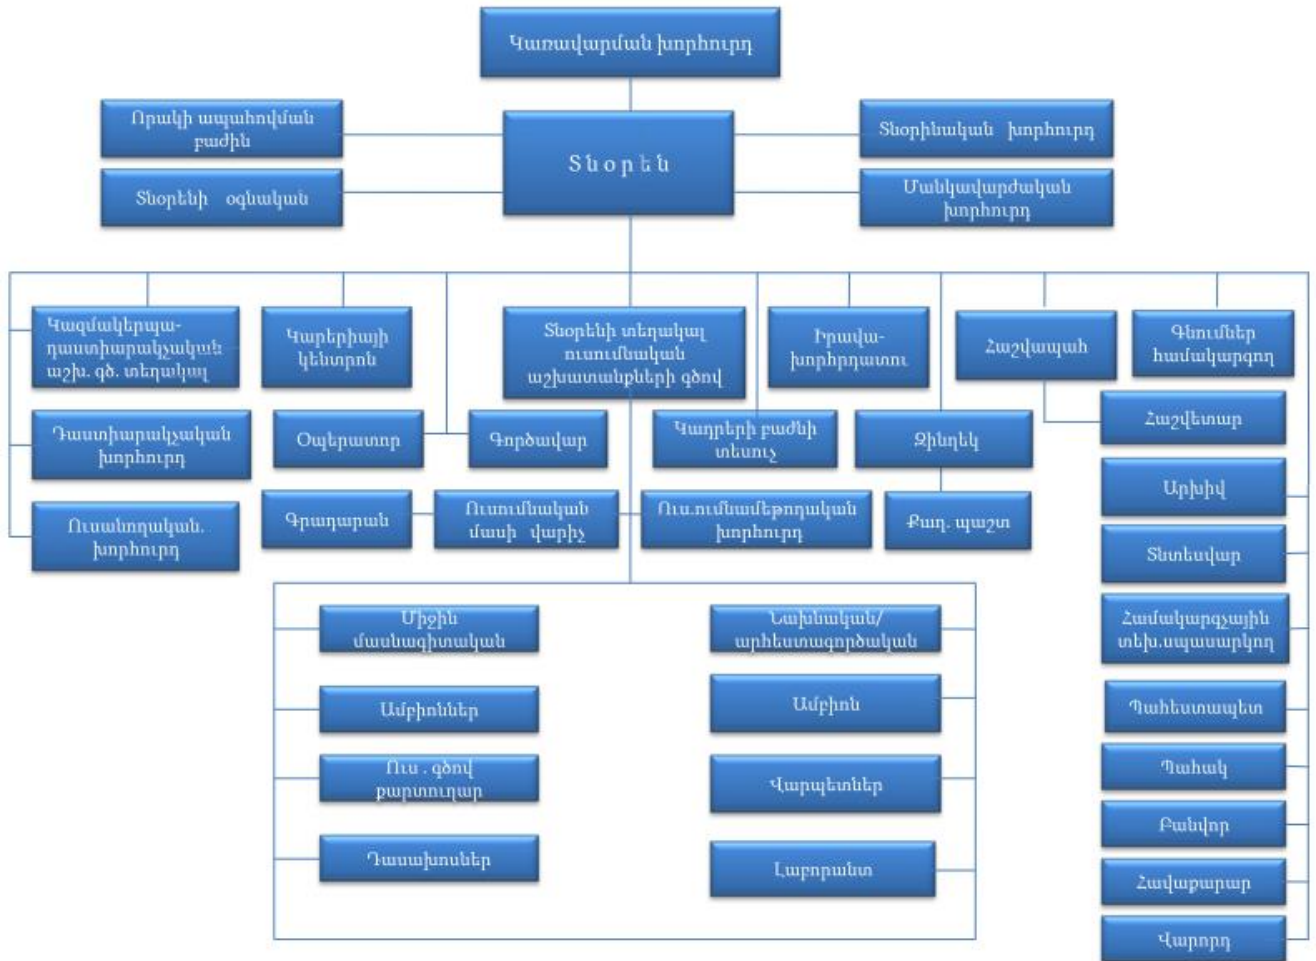 Կառավարման խորհուրդ
Որակի ապահովման
բաժին
Տնօրինական խորհուրդ
Տնօրեն
Տնօրենի օգնական
Մանկավարժական
խորհուրդ
Կազմակերպա-
դաստիարակչական
աշխ. գծ. տեղակալ
Կարերիայի
կենտրոն
Տնօրենի տեղակալ
ուսումնական
աշխատանքների գծով
Իրավա-
խորհրդատու
Հաշվապահ
Գնումներ
համակարգող
Դաստիարակչական
խորհուրդ
Օպերատոր
Գործավար
Կադրերի բաժնի
տեսուչ
Զինղեկ
Հաշվետար
Արխիվ
Ուսանողական.
խորհուրդ
Գրադարան
Ուսումնական
մասի վարիչ
Ուս.ումնամեթոդական
խորհուրդ
Քաղ. պաշտ
Տնտեսվար
Միջին
մասնագիտական
Նախնական/
արհեստագործական
Համակարգչային
տեխ.սպասարկող
Ամբիոններ
Ամբիոն
Պահեստապետ
Ուս . գծով
քարտուղար
Վարպետներ
Պահակ
Բանվոր
Դասախոսներ
Լաբորանտ
Հավաքարար
Վարորդ